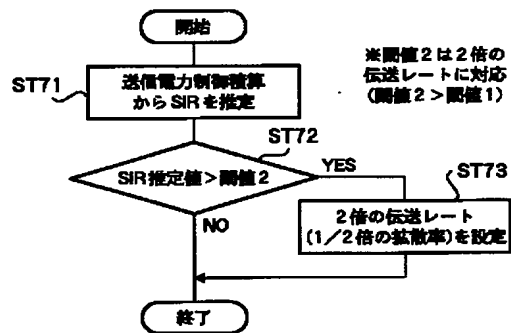 開始
※閾値2は2倍の
伝送レートに対応
(閾値2>閾値1)
ST71
送信電力制御積算
からSIRを推定
ST72
SIR推定値>閾値2
YES
ST73
2倍の伝送レート
(1/2倍の拡散率)を設定
NO
終了